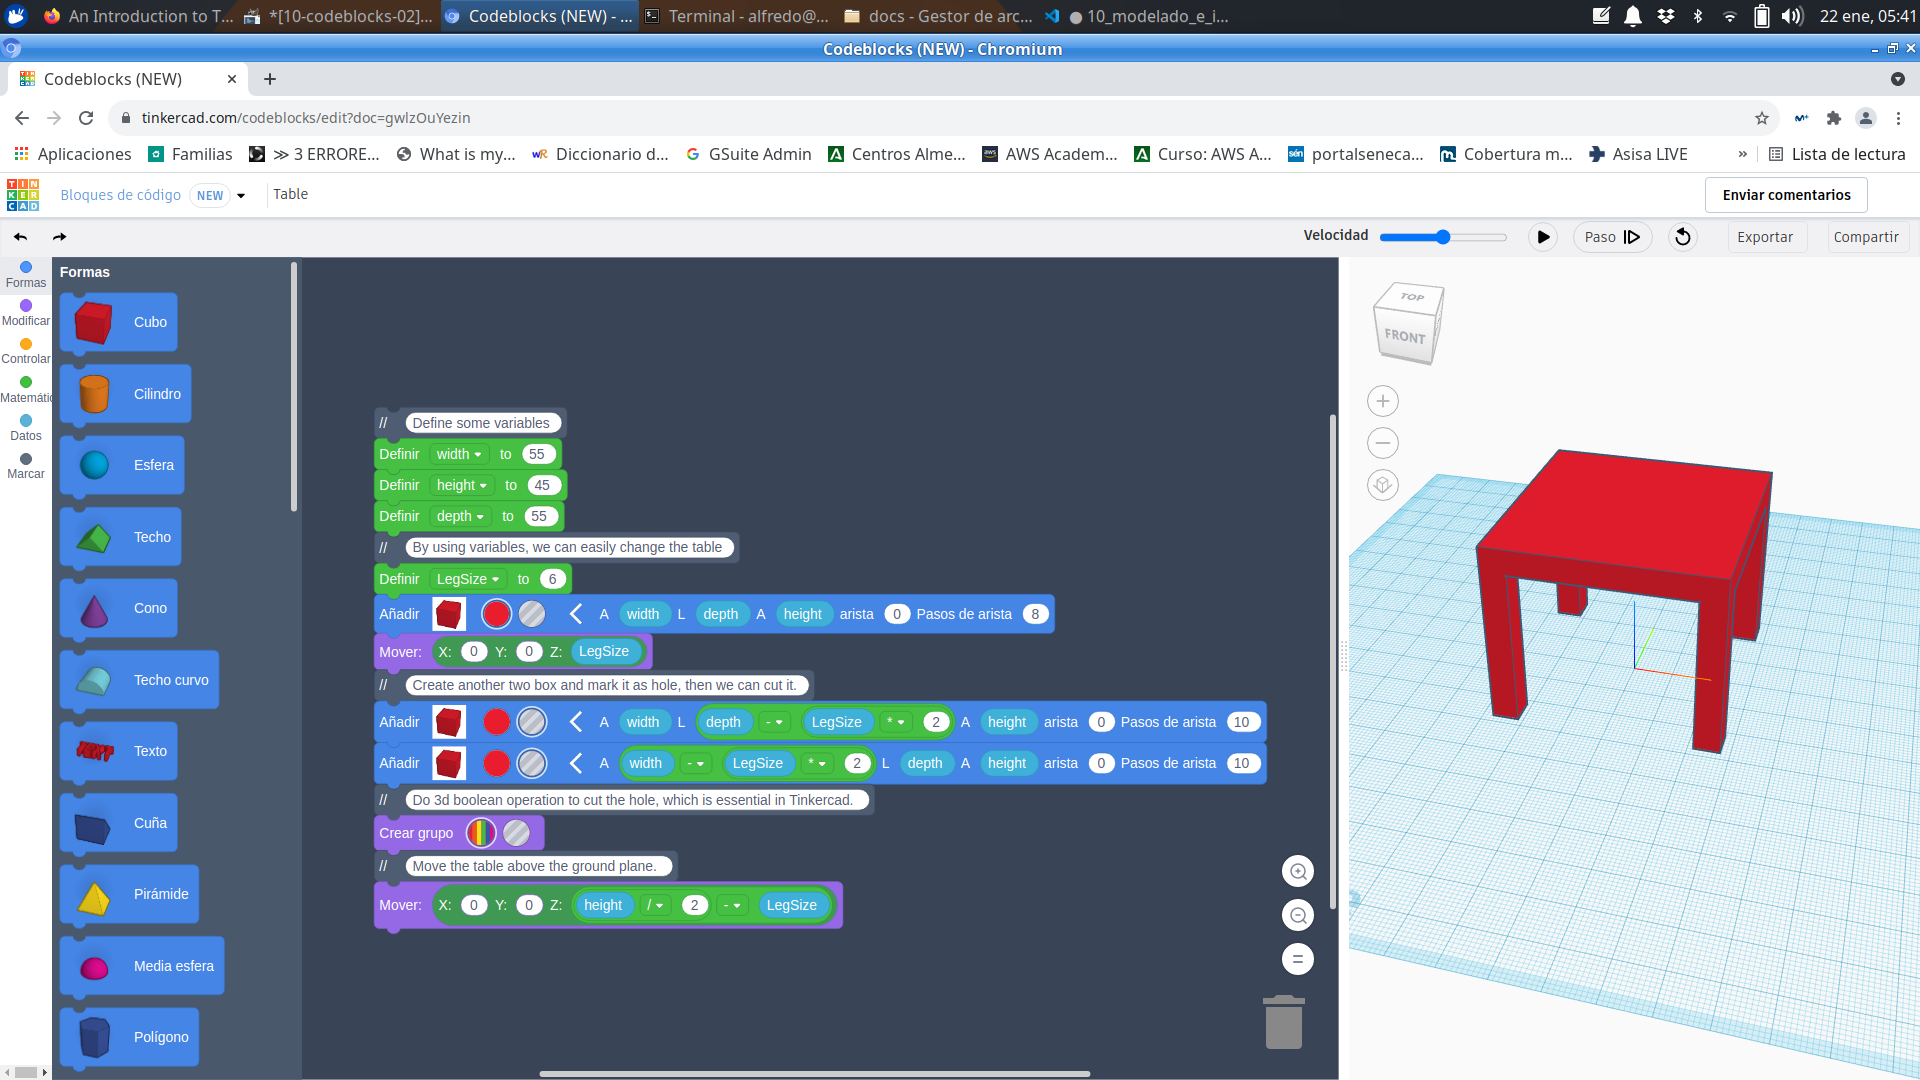 An Introduction to T... *[10-codeblocks-02]... Codeblocks (NEW) - ... Terminal - alfredo@... docs - Gestor de arc... 10_modelado_e_i... 22 ene, 05:41
Codeblocks (NEW) - Chromium
Codeblocks (NEW)
tinkercad.com/codeblocks/edit?doc=gwlzOuYezin
Aplicaciones Familias >> 3 ERRORE... What is my... wR Diccionario d... G GSuite Admin Centros Alme... aws AWS Academ... Curso: AWS A... sén portalseneca... Cobertura m... Asisa LIVE » Lista de lectura
TIN
KER
CAD
Bloques de código NEW Table Enviar comentarios
Velocidad Paso Exportar Compartir
Formas
Modificar
Controlar
Matemátic
Datos
Marcar
Formas
Cubo
Cilindro
Esfera
Techo
Cono
Techo curvo
Texto
Cuña
Pirámide
Media esfera
Polígono
// Define some variables
Definir width to 55
Definir height to 45
Definir depth to 55
// By using variables, we can easily change the table
Definir LegSize to 6
Añadir A width L depth A height arista 0 Pasos de arista 8
Mover: X: 0 Y: 0 Z: LegSize
// Create another two box and mark it as hole, then we can cut it.
Añadir A width L depth - LegSize * 2 A height arista 0 Pasos de arista 10
Añadir A width - LegSize * 2 L depth A height arista 0 Pasos de arista 10
// Do 3d boolean operation to cut the hole, which is essential in Tinkercad.
Crear grupo
// Move the table above the ground plane.
Mover: X: 0 Y: 0 Z: height / 2 - LegSize
TOP
FRONT